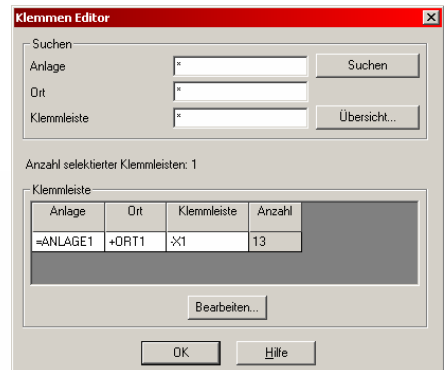 Klemmen Editor
Suchen
Anlage * Suchen
Ort *
Klemmleiste * Übersicht...
Anzahl selektierter Klemmleisten: 1
Klemmleiste
Anlage Ort Klemmleiste Anzahl
=ANLAGE1 +ORT1 -X1 13
Bearbeiten...
OK Hilfe